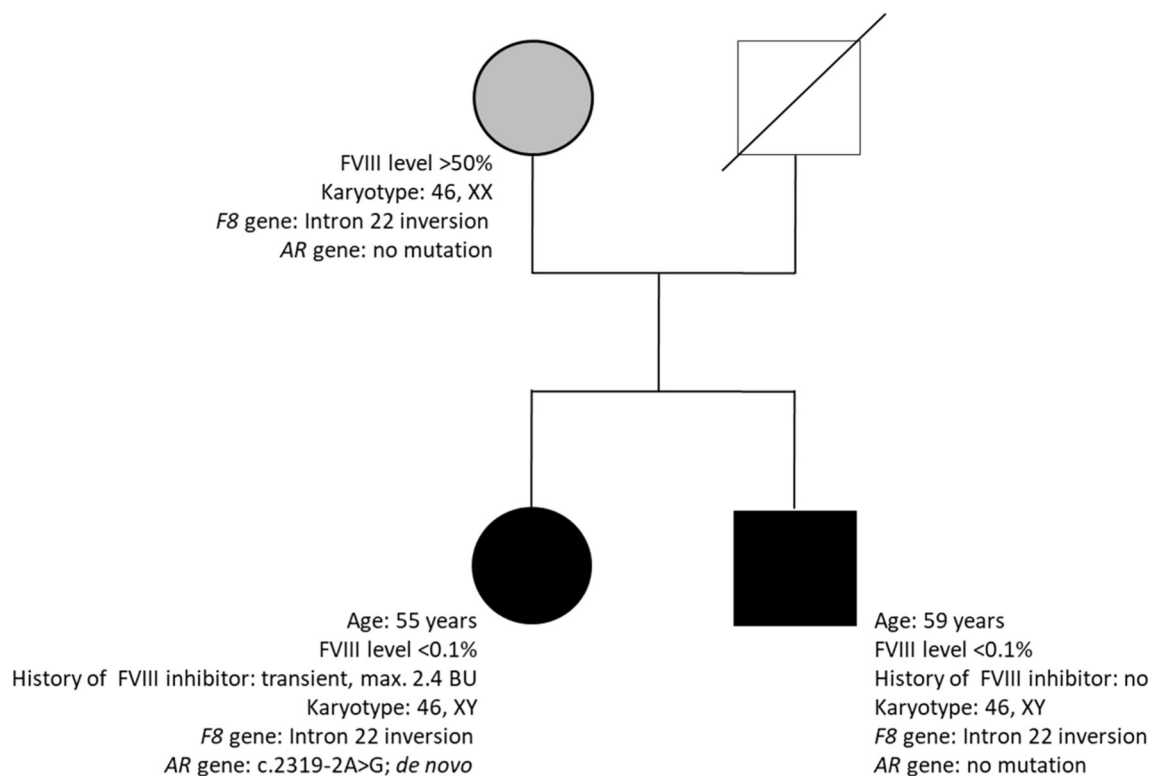 FVIII level >50%
Karyotype: 46, XX
F8 gene: Intron 22 inversion
AR gene: no mutation
Age: 55 years
FVIII level <0.1%
History of FVIII inhibitor: transient, max. 2.4 BU
Karyotype: 46, XY
F8 gene: Intron 22 inversion
AR gene: c.2319-2A>G; de novo
Age: 59 years
FVIII level <0.1%
History of FVIII inhibitor: no
Karyotype: 46, XY
F8 gene: Intron 22 inversion
AR gene: no mutation